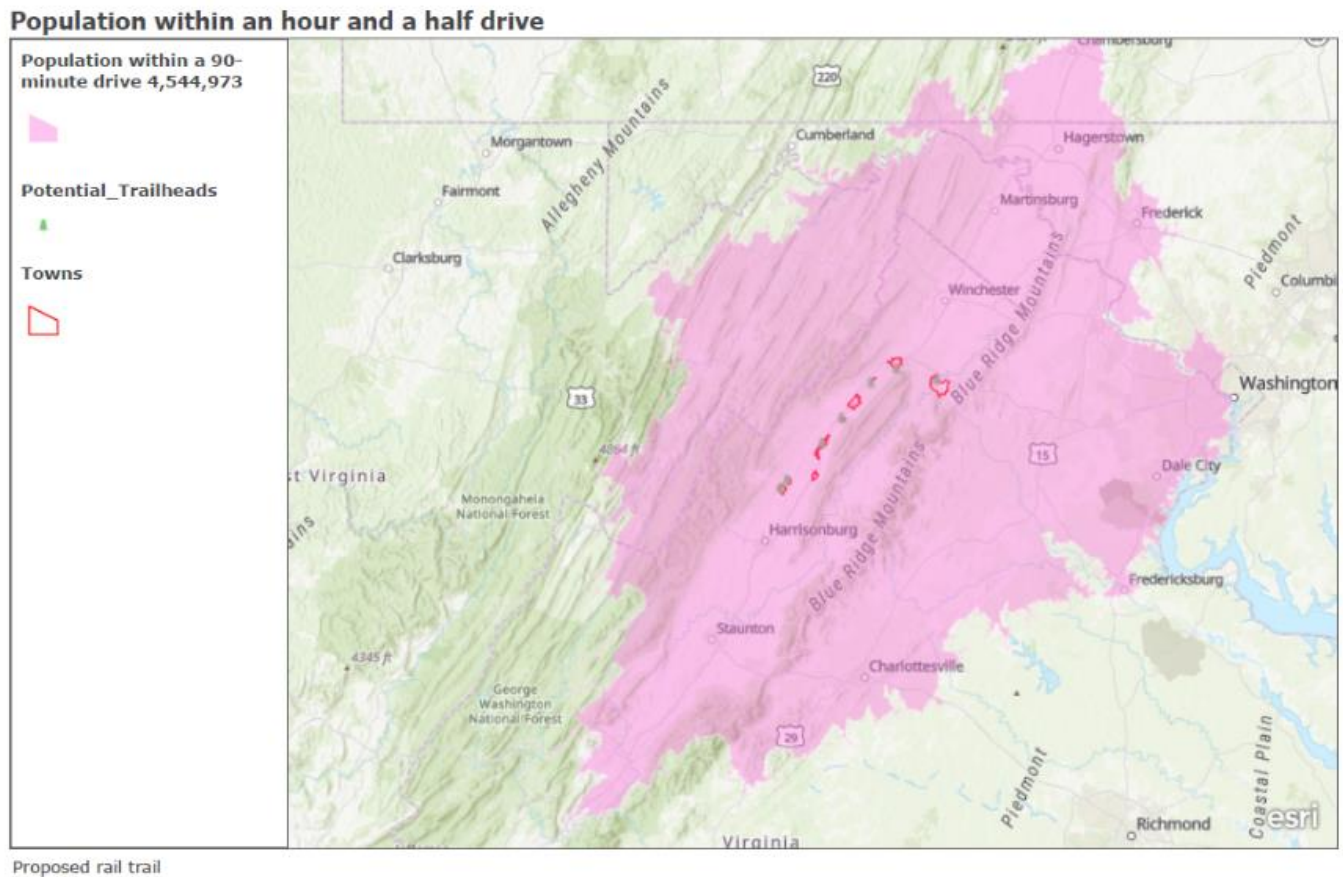 Population within an hour and a half drive
Population within a 90-
minute drive 4,544,973
Potential_Trailheads
Towns
Chambersburg
220
Allegheny Mountains
Cumberland
Morgantown
Hagerstown
Fairmont
Martinsburg
Frederick
Piedmont
Clarksburg
Columbi
Winchester
Blue Ridge Mountains
Washington
33
4864 ft
15
Dale City
st Virginia
Monongahela
National Forest
ains
Harrisonburg
Blue Ridge Mountains
Fredericksburg
Staunton
4345 ft
Charlottesville
George
Washington
National Forest
29
Piedmont
Coastal Plain
esri
Richmond
Virginia
Proposed rail trail